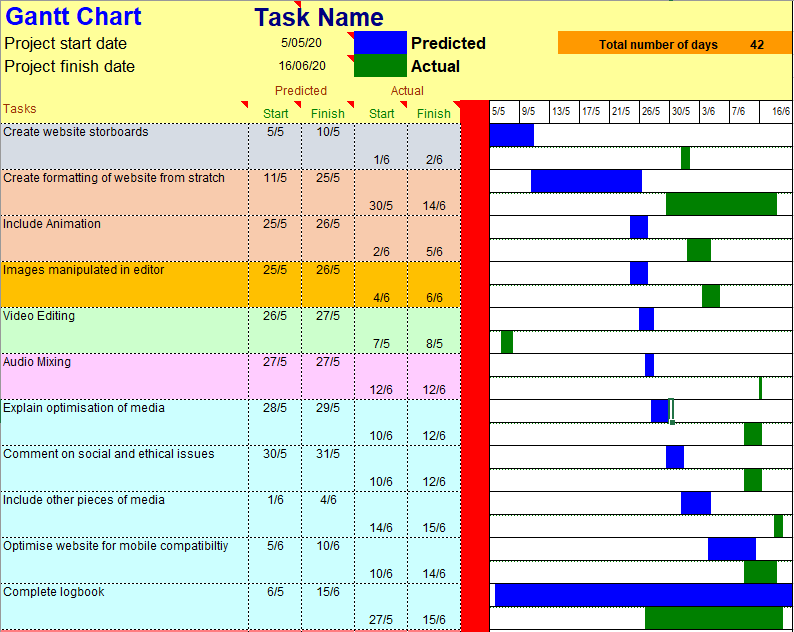 Gantt Chart Task Name
Project start date 5/05/20 Predicted Total number of days 42
Project finish date 16/06/20 Actual
Predicted Actual
Tasks Start Finish Start Finish 5/5 9/5 13/5 17/5 21/5 26/5 30/5 3/6 7/6 16/6
Create website storboards 5/5 10/5
1/6 2/6
Create formatting of website from stratch 11/5 25/5
30/5 14/6
Include Animation 25/5 26/5
2/6 5/6
Images manipulated in editor 25/5 26/5
4/6 6/6
Video Editing 26/5 27/5
7/5 8/5
Audio Mixing 27/5 27/5
12/6 12/6
Explain optimisation of media 28/5 29/5
10/6 12/6
Comment on social and ethical issues 30/5 31/5
10/6 12/6
Include other pieces of media 1/6 4/6
14/6 15/6
Optimise website for mobile compatibiltiy 5/6 10/6
10/6 14/6
Complete logbook 6/5 15/6
27/5 15/6